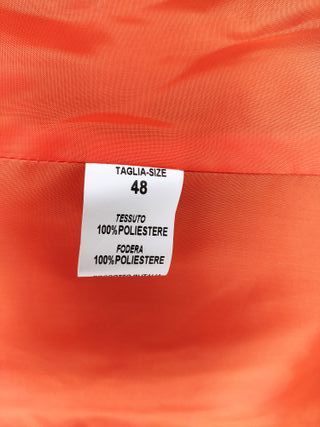 TAGLIA-SIZE
48
TESSUTO
100%POLIESTERE
FODERA
100%POLIESTERE